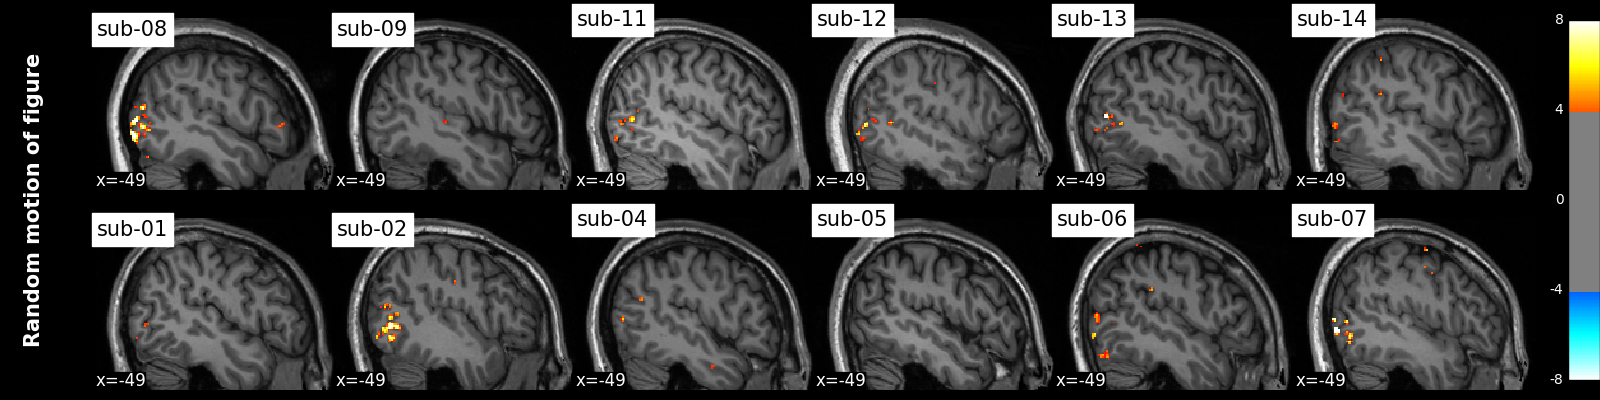 Random motion of figure
sub-08
sub-09
sub-11
sub-12
sub-13
sub-14
x=-49
x=-49
x=-49
x=-49
x=-49
x=-49
sub-01
sub-02
sub-04
sub-05
sub-06
sub-07
x=-49
x=-49
x=-49
x=-49
x=-49
x=-49
8
4
0
-4
-8